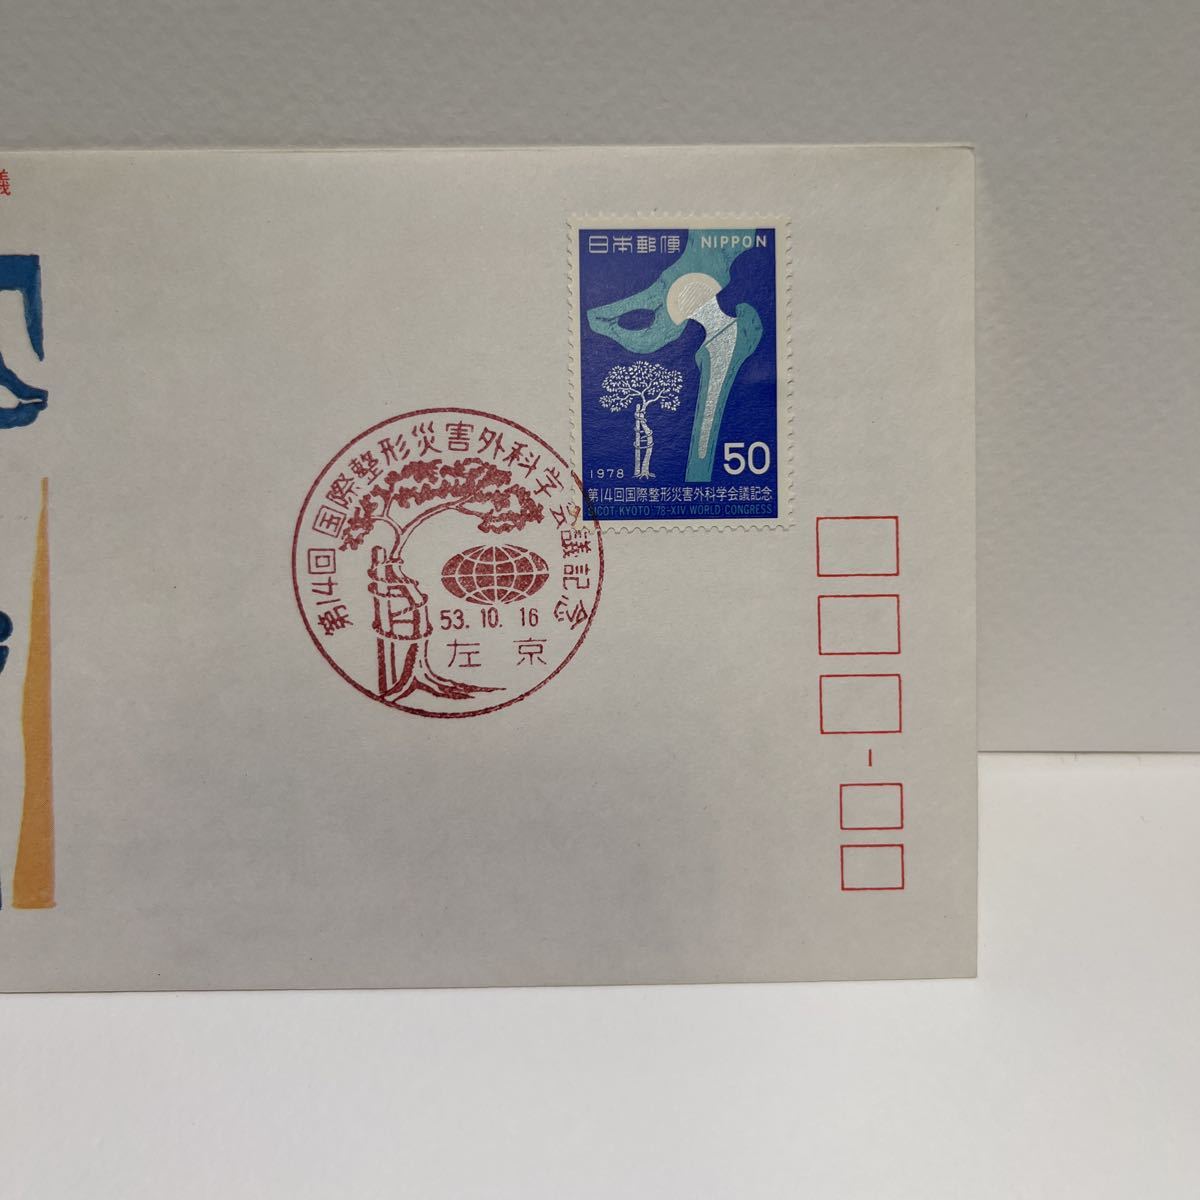 議
日本郵便 NIPPON
1978
50
第14回国際整形災害外科学会議記念
SICOT KYOTO '78-XIV WORLD CONGRESS
第14回 国際整形災害外科学会議記念
53.10.16
左京